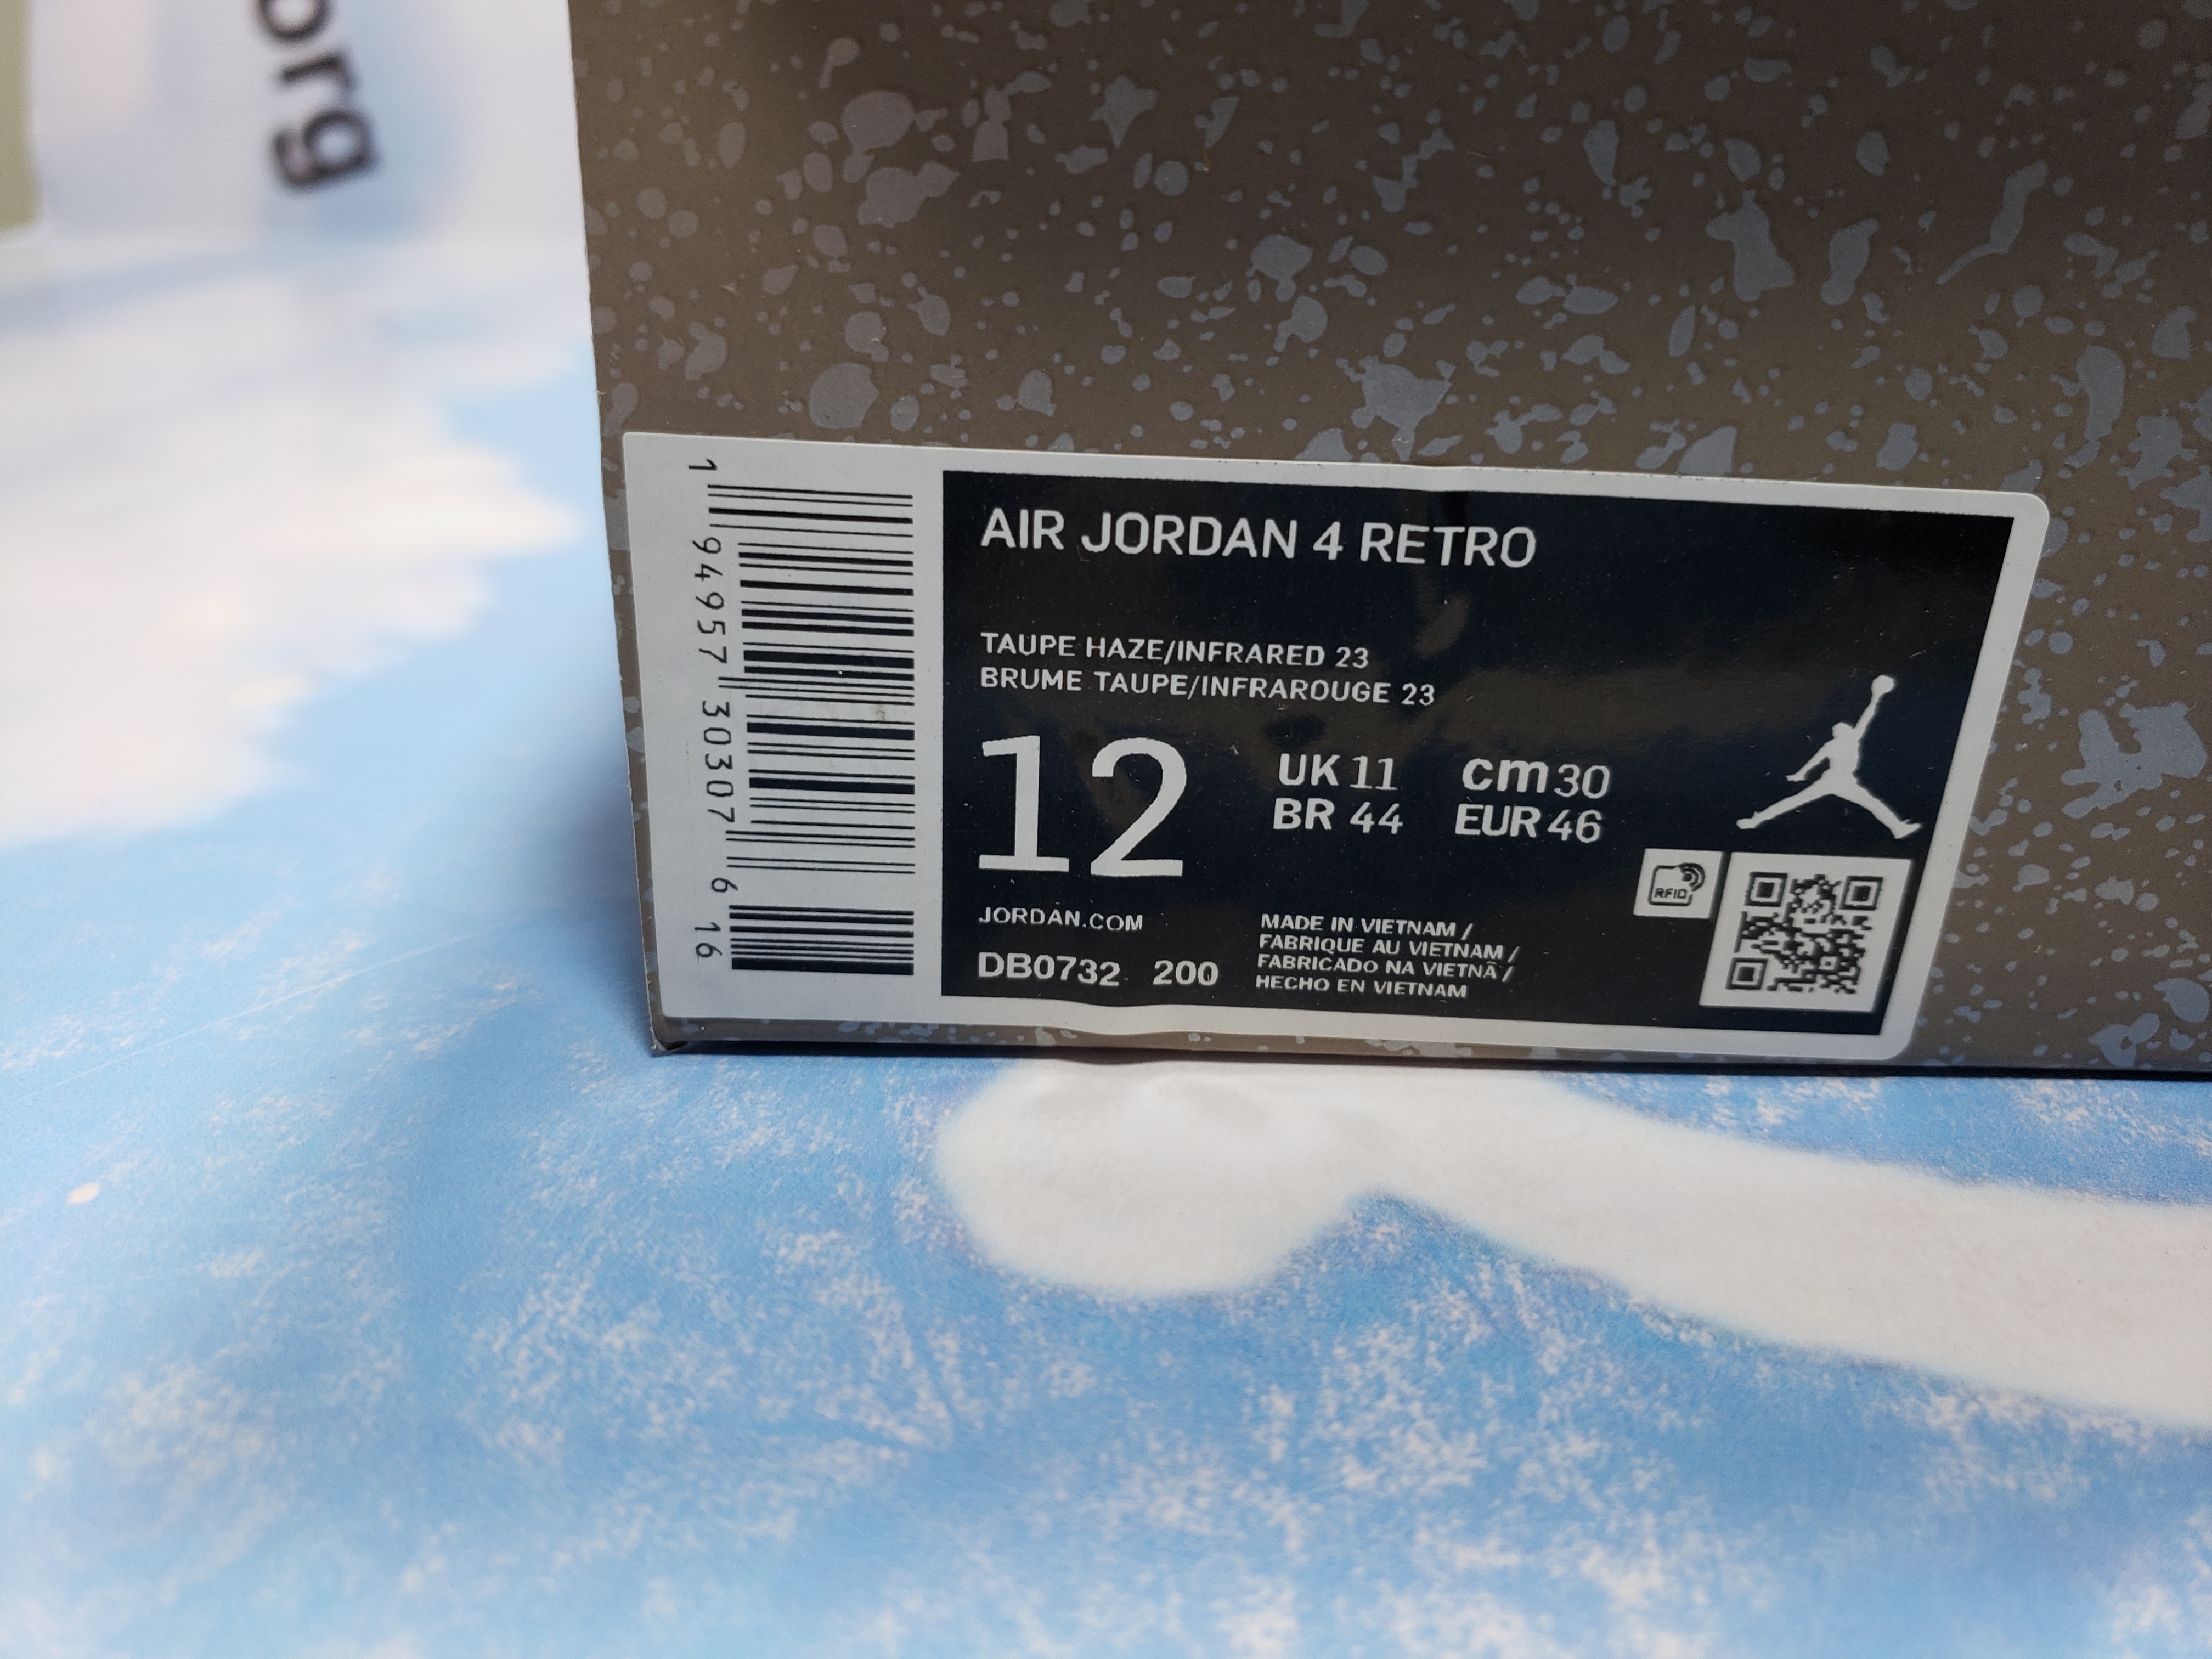 org
1 94957 30307 6 16
AIR JORDAN 4 RETRO
TAUPE HAZE/INFRARED 23
BRUME TAUPE/INFRAROUGE 23
12
UK 11 cm 30
BR 44 EUR 46
RFID
JORDAN.COM
DB0732 200
MADE IN VIETNAM /
FABRIQUE AU VIETNAM /
FABRICADO NA VIETNÃ /
HECHO EN VIETNAM